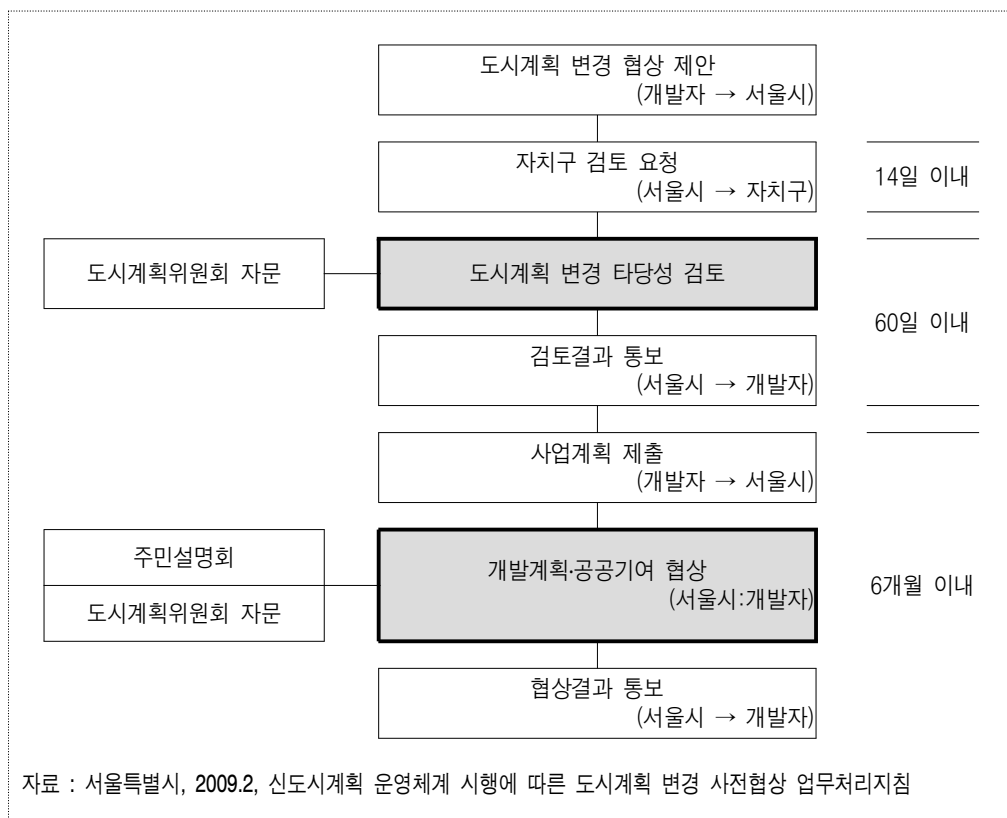 도시계획 변경 협상 제안
(개발자 → 서울시)
자치구 검토 요청
(서울시 → 자치구)
14일 이내
도시계획위원회 자문
도시계획 변경 타당성 검토
60일 이내
검토결과 통보
(서울시 → 개발자)
사업계획 제출
(개발자 → 서울시)
주민설명회
도시계획위원회 자문
개발계획·공공기여 협상
(서울시:개발자)
6개월 이내
협상결과 통보
(서울시 → 개발자)
자료 : 서울특별시, 2009.2, 신도시계획 운영체계 시행에 따른 도시계획 변경 사전협상 업무처리지침